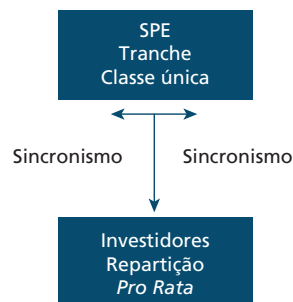 SPE
Tranche
Classe única
Sincronismo
Sincronismo
Investidores
Repartição
Pro Rata